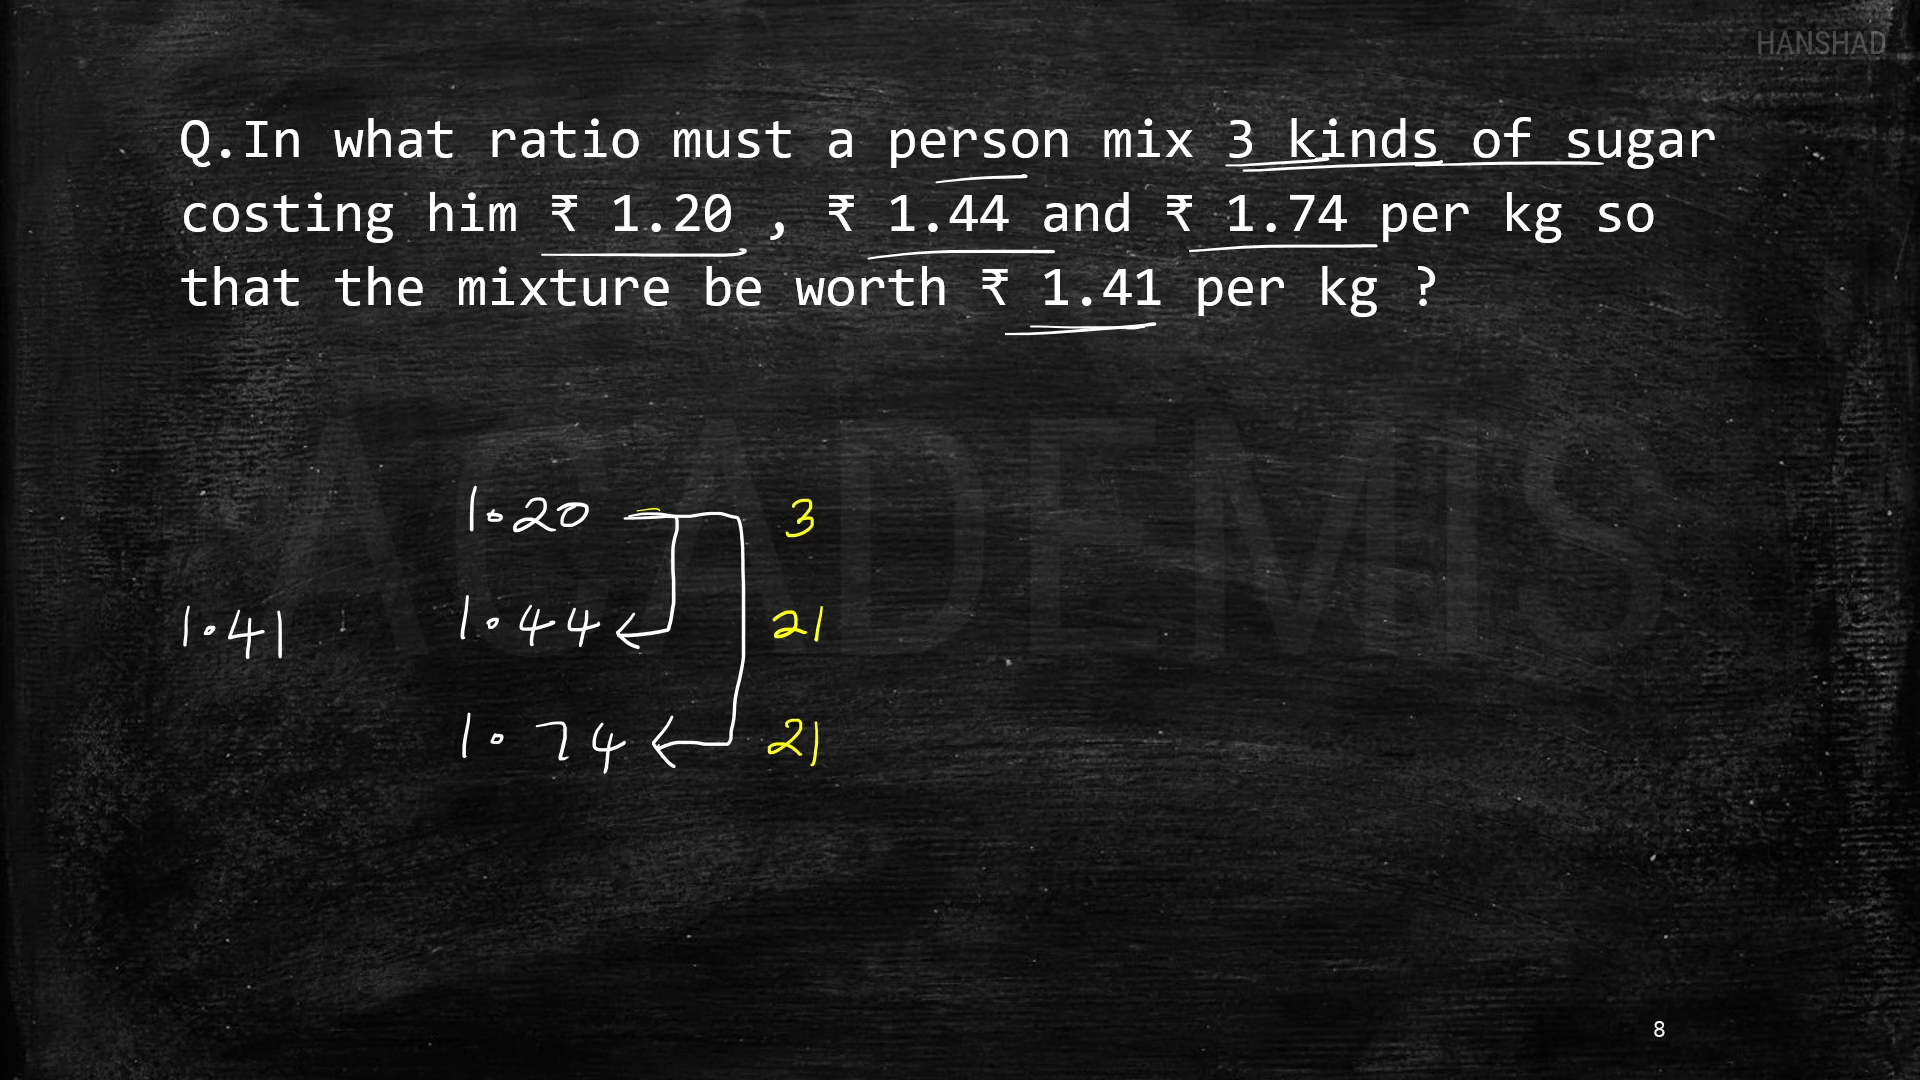 HANSHAD
Q.In what ratio must a person mix 3 kinds of sugar
costing him ₹ 1.20 , ₹ 1.44 and ₹ 1.74 per kg so
that the mixture be worth ₹ 1.41 per kg ?
ACADEMIS
1.20 3
1.41 1.44 21
1.74 21
8